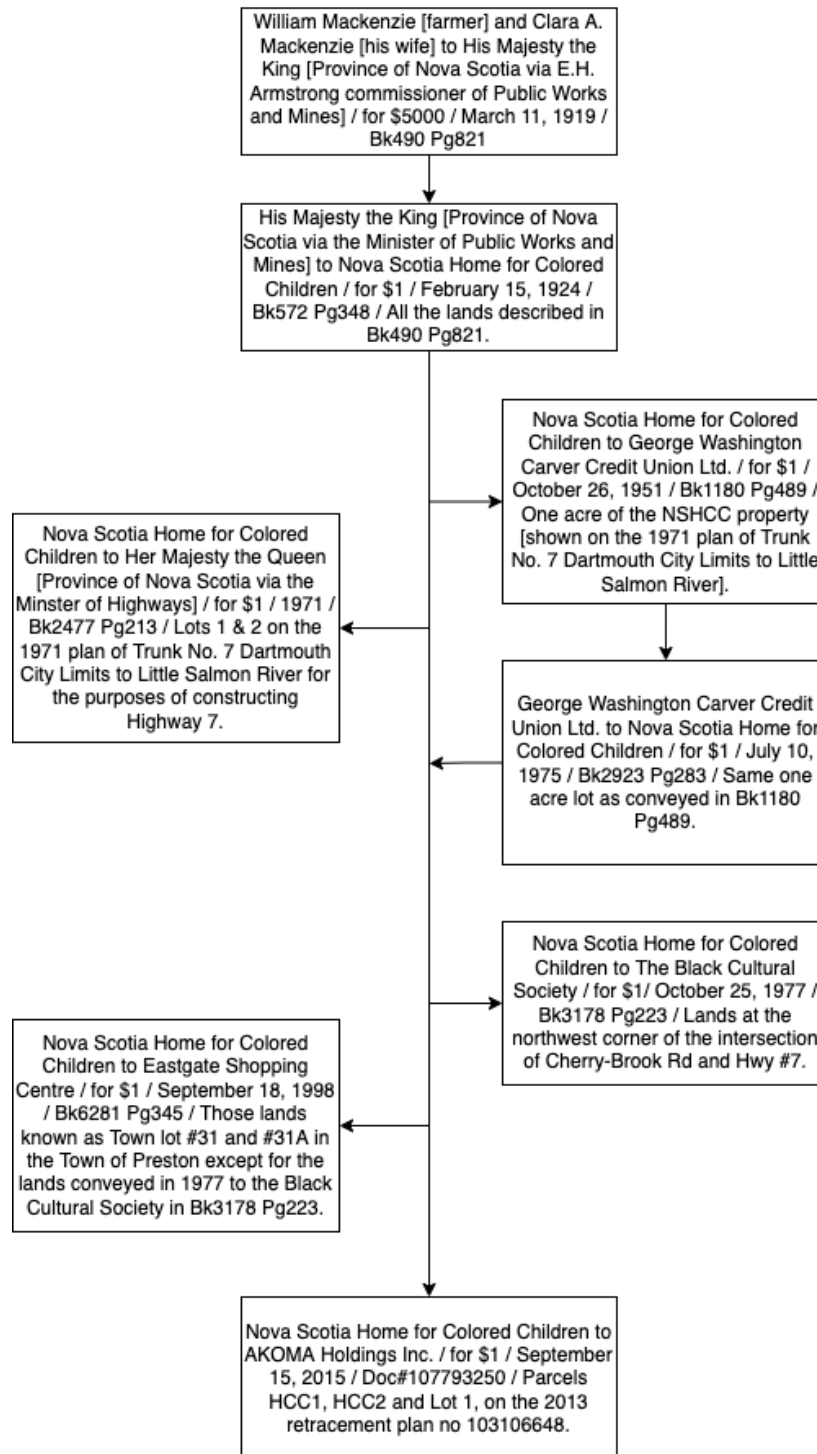 William Mackenzie [farmer] and Clara A.
Mackenzie [his wife] to His Majesty the
King [Province of Nova Scotia via E.H.
Armstrong commissioner of Public Works
and Mines] / for $5000 / March 11, 1919 /
Bk490 Pg821
His Majesty the King [Province of Nova
Scotia via the Minister of Public Works and
Mines] to Nova Scotia Home for Colored
Children / for $1 / February 15, 1924 /
Bk572 Pg348 / All the lands described in
Bk490 Pg821.
Nova Scotia Home for Colored
Children to George Washington
Carver Credit Union Ltd. / for $1 /
October 26, 1951 / Bk1180 Pg489 /
One acre of the NSHCC property
[shown on the 1971 plan of Trunk
No. 7 Dartmouth City Limits to Little
Salmon River].
Nova Scotia Home for Colored
Children to Her Majesty the Queen
[Province of Nova Scotia via the
Minster of Highways] / for $1 / 1971 /
Bk2477 Pg213 / Lots 1 & 2 on the
1971 plan of Trunk No. 7 Dartmouth
City Limits to Little Salmon River for
the purposes of constructing
Highway 7.
George Washington Carver Credit
Union Ltd. to Nova Scotia Home for
Colored Children / for $1 / July 10,
1975 / Bk2923 Pg283 / Same one
acre lot as conveyed in Bk1180
Pg489.
Nova Scotia Home for Colored
Children to The Black Cultural
Society / for $1/ October 25, 1977 /
Bk3178 Pg223 / Lands at the
northwest corner of the intersection
of Cherry-Brook Rd and Hwy #7.
Nova Scotia Home for Colored
Children to Eastgate Shopping
Centre / for $1 / September 18, 1998
/ Bk6281 Pg345 / Those lands
known as Town lot #31 and #31A in
the Town of Preston except for the
lands conveyed in 1977 to the Black
Cultural Society in Bk3178 Pg223.
Nova Scotia Home for Colored Children to
AKOMA Holdings Inc. / for $1 / September
15, 2015 / Doc#107793250 / Parcels
HCC1, HCC2 and Lot 1, on the 2013
retracement plan no 103106648.